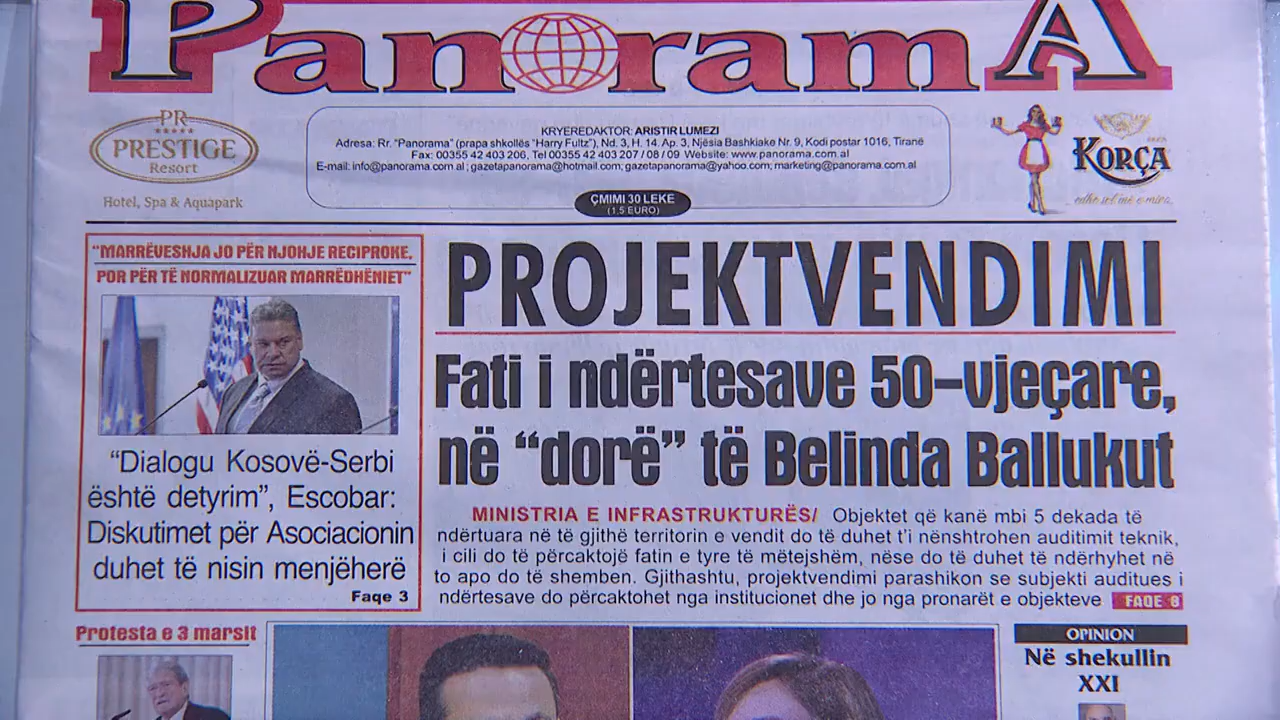 PanoramA
PR
PRESTIGE
Resort
Hotel, Spa & Aquapark
KRYEREDAKTOR: ARISTIR LUMEZI
Adresa: Rr. "Panorama" (prapa shkollës "Harry Fultz"), Nd. 3, H. 14. Ap. 3, Njësia Bashkiake Nr. 9, Kodi postar 1016, Tiranë
Fax: 00355 42 403 206, Tel 00355 42 403 207 / 08 / 09 Website: www.panorama.com.al
E-mail: info@panorama.com.al ; gazetapanorama@hotmail.com; gazetapanorama@yahoo.com; marketing@panorama.com.al
ÇMIMI 30 LEKE
(1,5 EURO)
KORÇA
"MARRËVESHJA JO PËR NJOHJE RECIPROKE,
POR PËR TË NORMALIZUAR MARRËDHËNIET"
"Dialogu Kosovë-Serbi
është detyrim", Escobar:
Diskutimet për Asociacionin
duhet të nisin menjëherë
Faqe 3
PROJEKTVENDIMI
Fati i ndërtesave 50-vjeçare,
në "dorë" të Belinda Ballukut
MINISTRIA E INFRASTRUKTURËS/ Objektet që kanë mbi 5 dekada të
ndërtuara në të gjithë territorin e vendit do të duhet t'i nënshtrohen auditimit teknik,
i cili do të përcaktojë fatin e tyre të mëtejshëm, nëse do të duhet të ndërhyhet në
to apo do të shemben. Gjithashtu, projektvendimi parashikon se subjekti auditues i
ndërtesave do përcaktohet nga institucionet dhe jo nga pronarët e objekteve FAQE 8
Protesta e 3 marsit
OPINION
Në shekullin
XXI